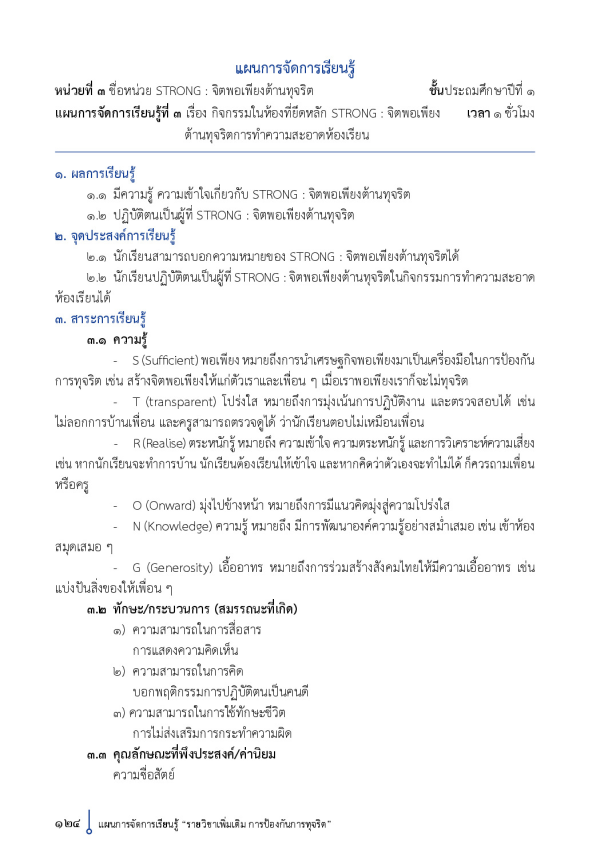 แผนการจัดการเรียนรู้
หน่วยที่ ๓ ชื่อหน่วย STRONG : จิตพอเพียงต้านทุจริต ชั้นประถมศึกษาปีที่ ๑
แผนการจัดการเรียนรู้ที่ ๓ เรื่อง กิจกรรมในห้องที่ยึดหลัก STRONG : จิตพอเพียง เวลา ๑ ชั่วโมง
ต้านทุจริตการทำความสะอาดห้องเรียน
๑. ผลการเรียนรู้
๑.๑ มีความรู้ ความเข้าใจเกี่ยวกับ STRONG : จิตพอเพียงต้านทุจริต
๑.๒ ปฏิบัติตนเป็นผู้ที่ STRONG : จิตพอเพียงต้านทุจริต
๒. จุดประสงค์การเรียนรู้
๒.๑ นักเรียนสามารถบอกความหมายของ STRONG : จิตพอเพียงต้านทุจริตได้
๒.๒ นักเรียนปฏิบัติตนเป็นผู้ที่ STRONG : จิตพอเพียงต้านทุจริตในกิจกรรมการทำความสะอาด
ห้องเรียนได้
๓. สาระการเรียนรู้
๓.๑ ความรู้
- S (Sufficient) พอเพียง หมายถึงการนำเศรษฐกิจพอเพียงมาเป็นเครื่องมือในการป้องกัน
การทุจริต เช่น สร้างจิตพอเพียงให้แก่ตัวเราและเพื่อน ๆ เมื่อเราพอเพียงเราก็จะไม่ทุจริต
- T (transparent) โปร่งใส หมายถึงการมุ่งเน้นการปฏิบัติงาน และตรวจสอบได้ เช่น
ไม่ลอกการบ้านเพื่อน และครูสามารถตรวจดูได้ ว่านักเรียนตอบไม่เหมือนเพื่อน
- R (Realise) ตระหนักรู้ หมายถึง ความเข้าใจ ความตระหนักรู้ และการวิเคราะห์ความเสี่ยง
เช่น หากนักเรียนจะทำการบ้าน นักเรียนต้องเรียนให้เข้าใจ และหากคิดว่าตัวเองจะทำไม่ได้ ก็ควรถามเพื่อน
หรือครู
- O (Onward) มุ่งไปข้างหน้า หมายถึงการมีแนวคิดมุ่งสู่ความโปร่งใส
- N (Knowledge) ความรู้ หมายถึง มีการพัฒนาองค์ความรู้อย่างสม่ำเสมอ เช่น เข้าห้อง
สมุดเสมอ ๆ
- G (Generosity) เอื้ออาทร หมายถึงการร่วมสร้างสังคมไทยให้มีความเอื้ออาทร เช่น
แบ่งปันสิ่งของให้เพื่อน ๆ
๓.๒ ทักษะ/กระบวนการ (สมรรถนะที่เกิด)
๑) ความสามารถในการสื่อสาร
การแสดงความคิดเห็น
๒) ความสามารถในการคิด
บอกพฤติกรรมการปฏิบัติตนเป็นคนดี
๓) ความสามารถในการใช้ทักษะชีวิต
การไม่ส่งเสริมการกระทำความผิด
๓.๓ คุณลักษณะที่พึงประสงค์/ค่านิยม
ความซื่อสัตย์
๑๒๔ แผนการจัดการเรียนรู้ “รายวิชาเพิ่มเติม การป้องกันการทุจริต”